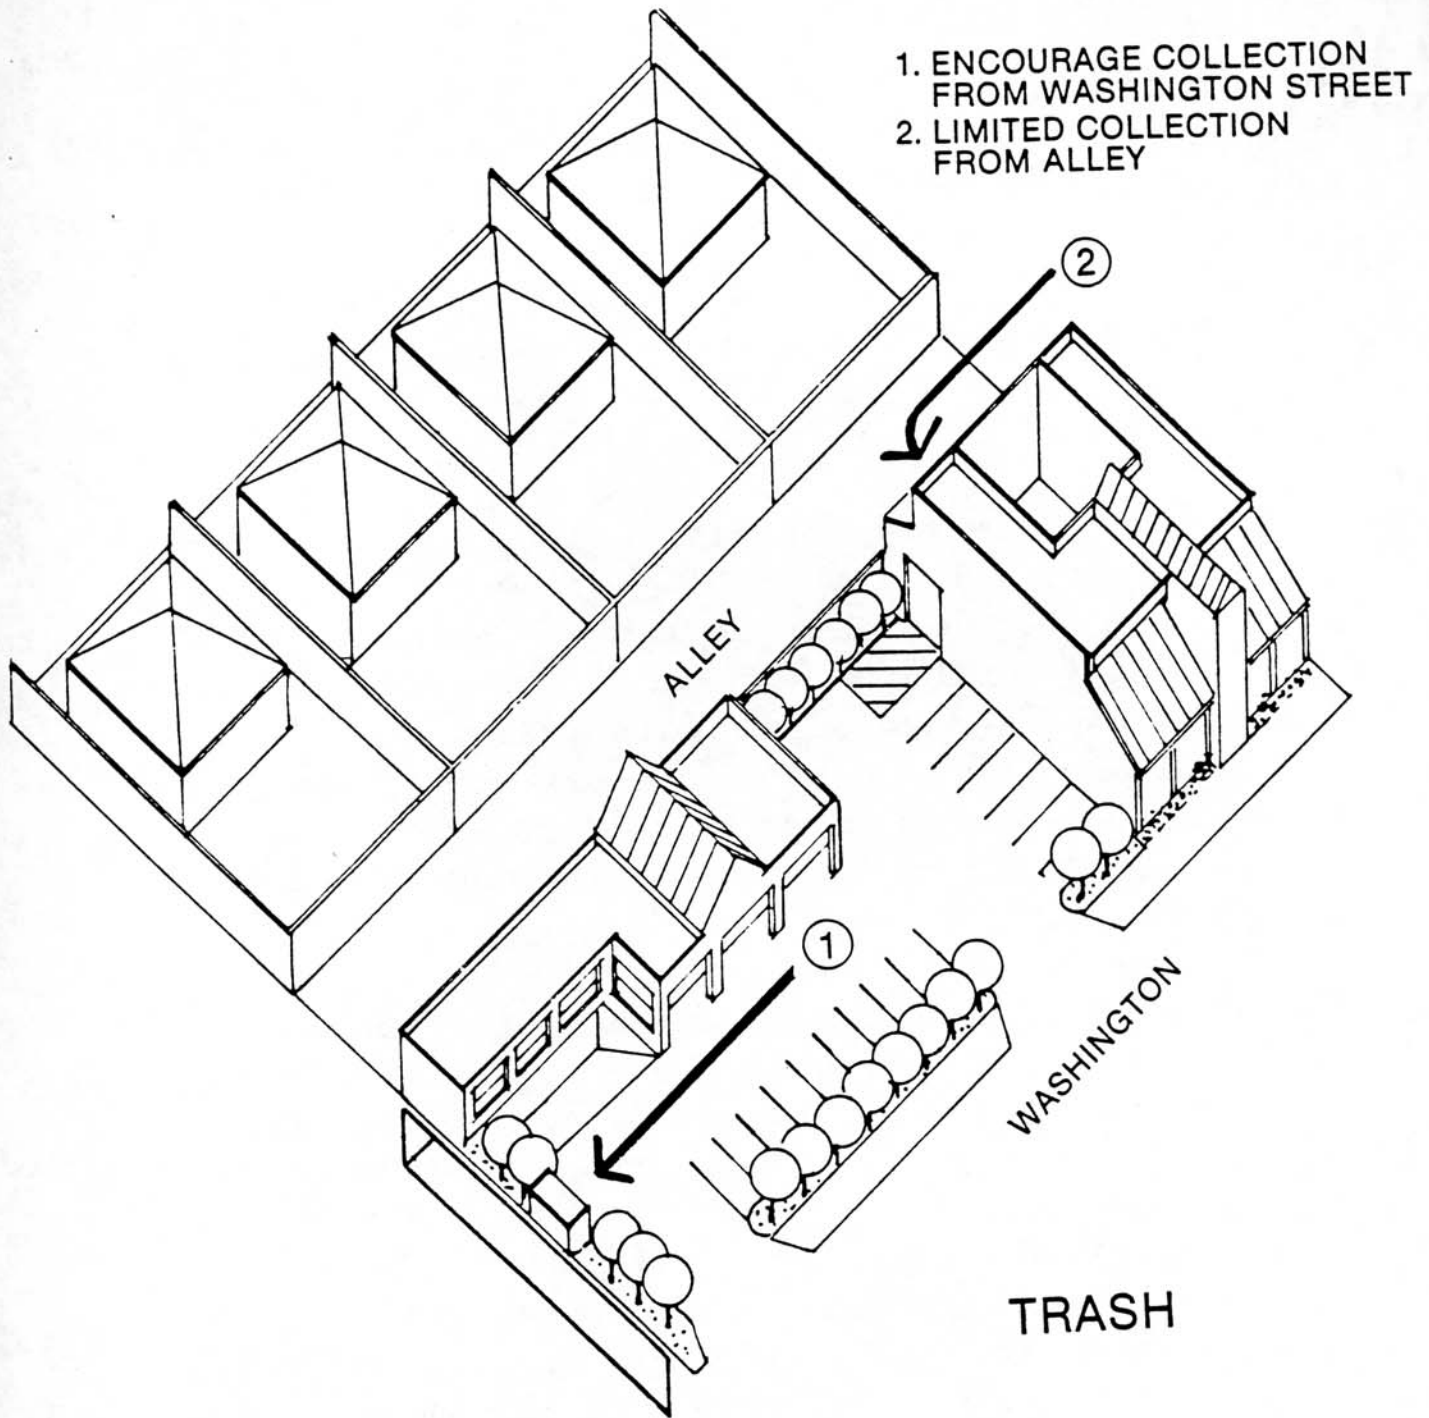 1. ENCOURAGE COLLECTION
FROM WASHINGTON STREET
2. LIMITED COLLECTION
FROM ALLEY
2
ALLEY
1
WASHINGTON
TRASH